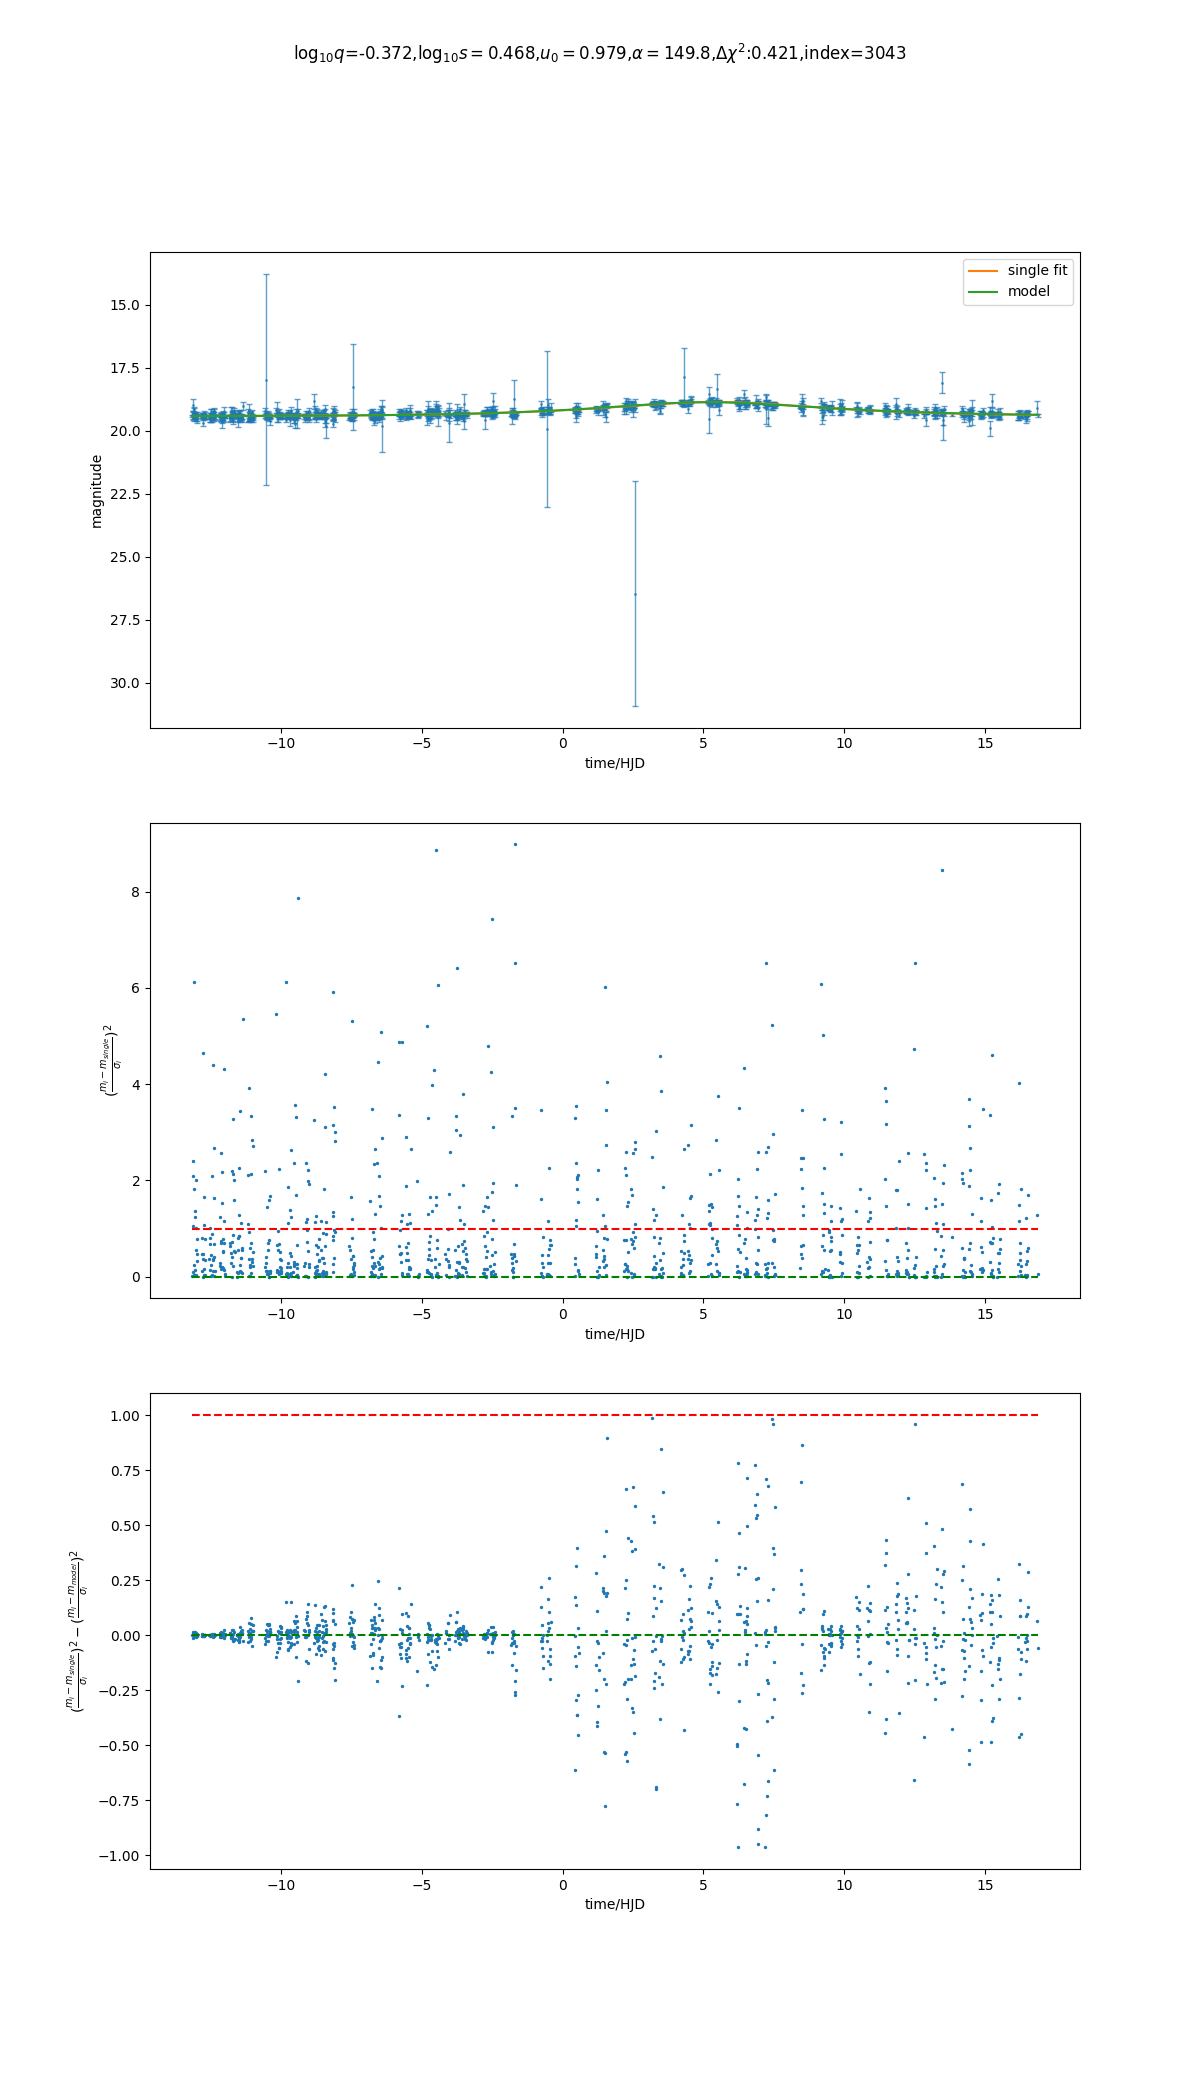 log₁₀q=-0.372,log₁₀s = 0.468,u₀ = 0.979,α = 149.8,Δχ²:0.421,index=3043
single fit
model
15.0
17.5
20.0
22.5
25.0
27.5
30.0
magnitude
−10 −5 0 5 10 15
time/HJD
8
6
4
2
0
((mᵢ − m_single)/σᵢ)²
−10 −5 0 5 10 15
time/HJD
1.00
0.75
0.50
0.25
0.00
−0.25
−0.50
−0.75
−1.00
((mᵢ − m_single)/σᵢ)² − ((mᵢ − m_model)/σᵢ)²
−10 −5 0 5 10 15
time/HJD